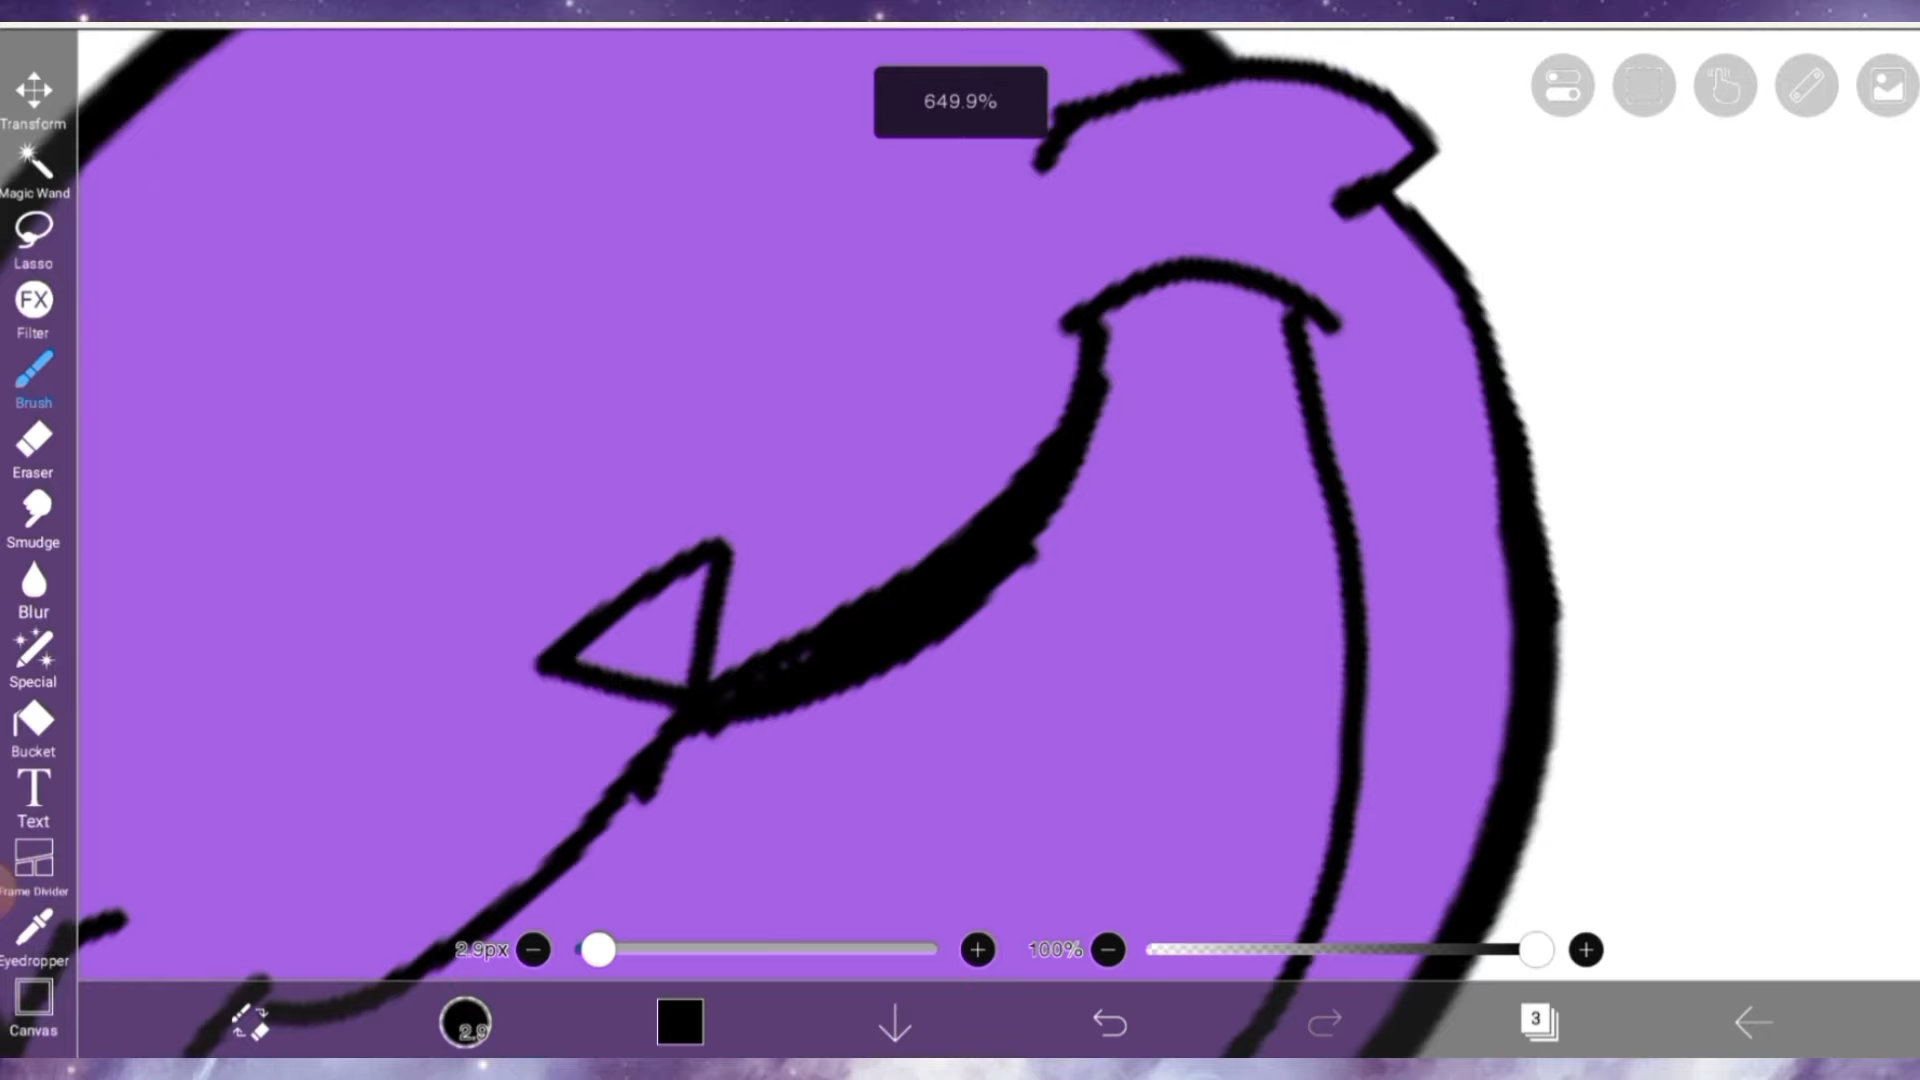 649.9%
Transform
Magic Wand
Lasso
FX
Filter
Brush
Eraser
Smudge
Blur
Special
Bucket
T
Text
Frame Divider
Eyedropper
Canvas
2.9px
100%
2.9
3